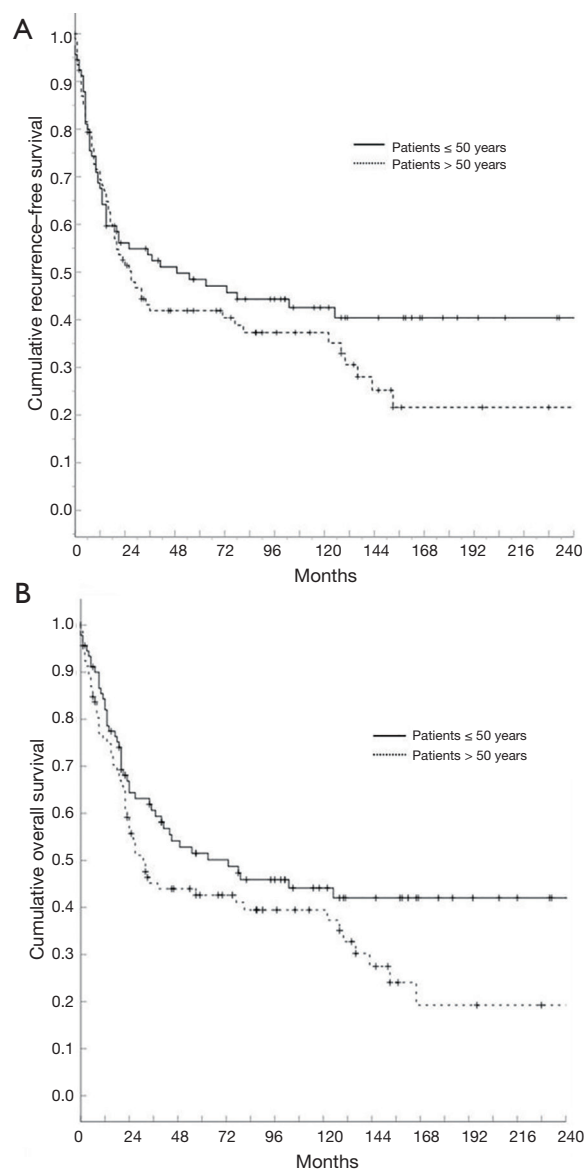 A
Cumulative recurrence–free survival
1.0
0.9
0.8
0.7
0.6
0.5
0.4
0.3
0.2
0.1
0.0
Patients ≤ 50 years
Patients > 50 years
0 24 48 72 96 120 144 168 192 216 240
Months
B
Cumulative overall survival
1.0
0.9
0.8
0.7
0.6
0.5
0.4
0.3
0.2
0.1
0.0
Patients ≤ 50 years
Patients > 50 years
0 24 48 72 96 120 144 168 192 216 240
Months